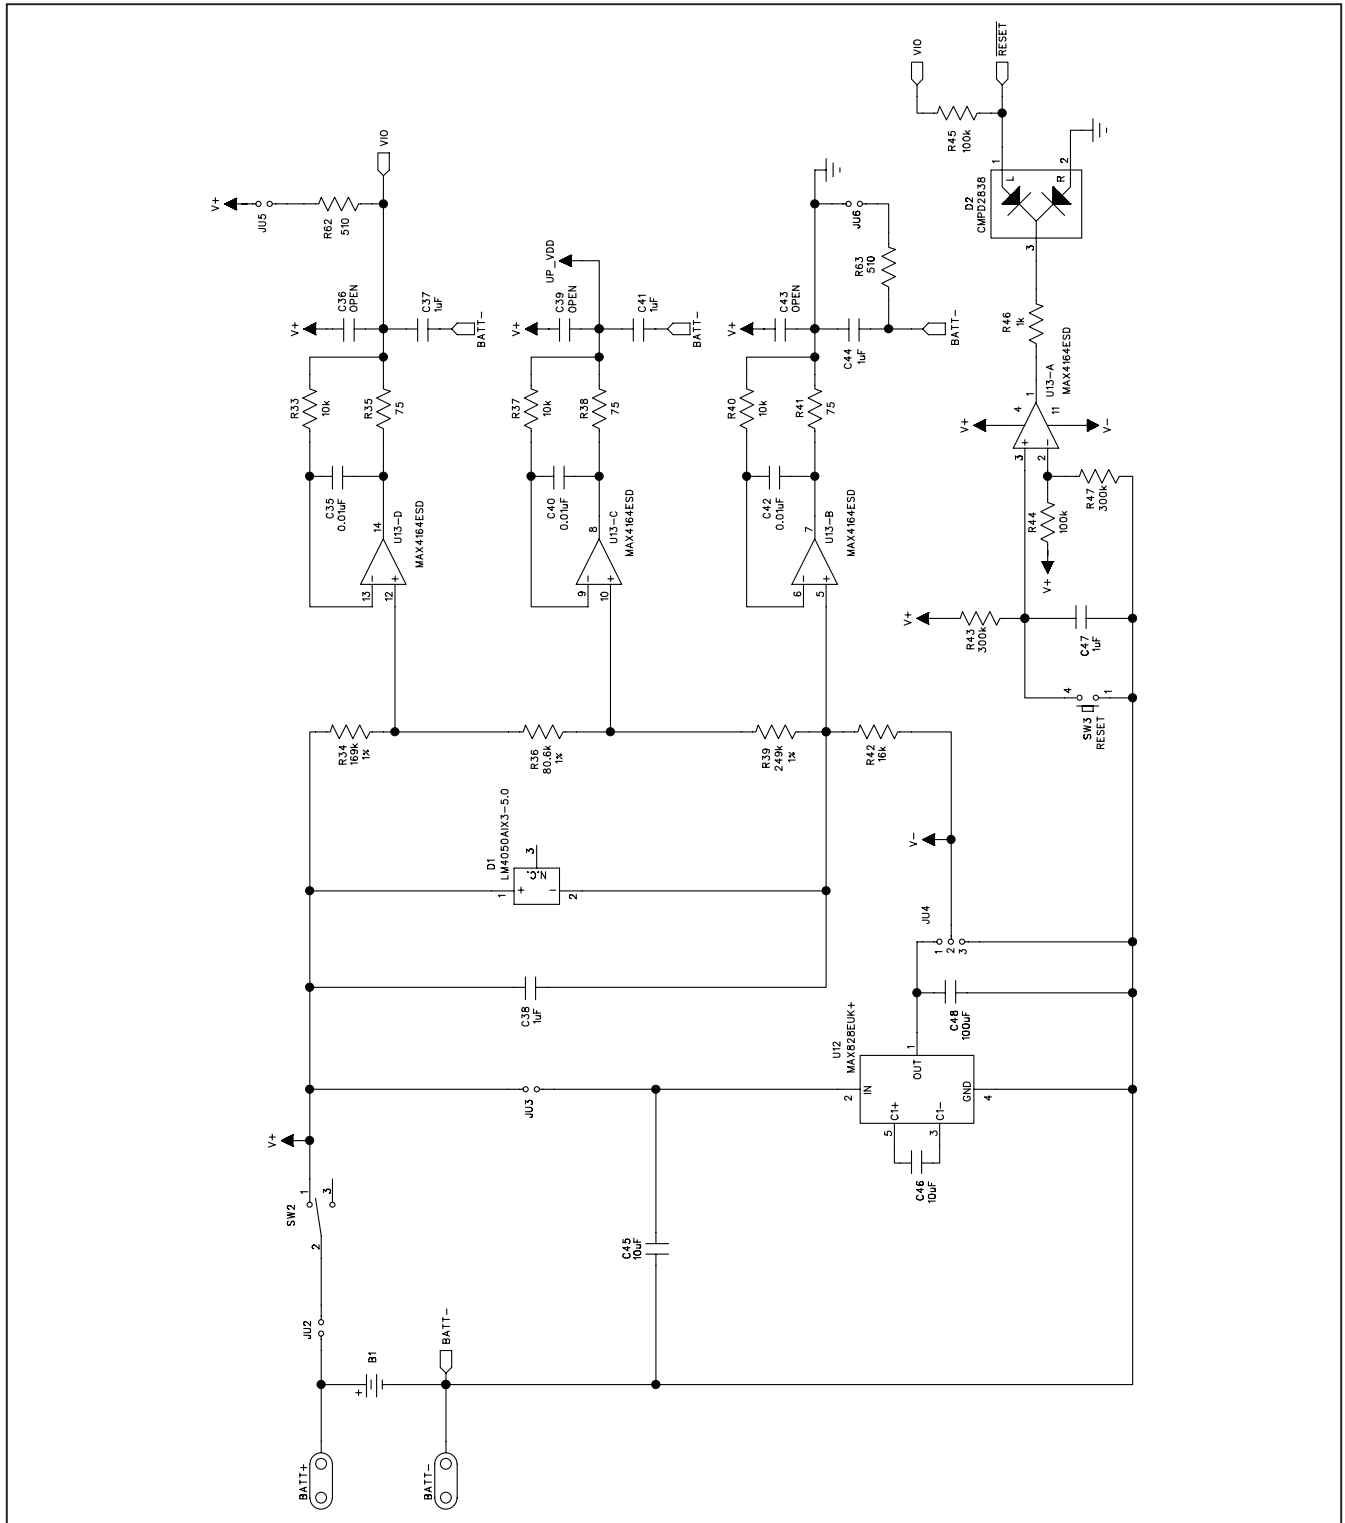 VIO
RESET
R45
100k
1
2
L
R
D2
CMPD2838
3
R46
1k
U13-A
MAX4164ESD
V+
4
1
11
V-
3
+
2
-
R44
100k
V+
R47
300k
V+
R43
300k
C47
1uF
4
1
SW3
RESET
V+
JU5
R62
510
VIO
V+
C36
OPEN
C37
1uF
BATT-
R33
10k
R35
75
C35
0.01uF
14
U13-D
MAX4164ESD
13
-
12
+
UP_VDD
V+
C39
OPEN
C41
1uF
BATT-
R37
10k
R38
75
C40
0.01uF
8
U13-C
MAX4164ESD
9
-
10
+
JU6
R63
510
V+
C43
OPEN
C44
1uF
BATT-
R40
10k
R41
75
C42
0.01uF
7
U13-B
MAX4164ESD
6
-
5
+
R34
169k
1%
R36
80.6k
1%
R39
249k
1%
R42
16k
D1
LM4050AIX3-5.0
1
+
N.C.
3
-
2
V-
JU4
1
2
3
C38
1uF
C48
100uF
U12
MAX828EUK+
1
OUT
2
IN
GND
4
C1+
5
C1-
3
C46
10uF
JU3
V+
SW2
1
3
2
C45
10uF
JU2
B1
+
BATT-
BATT+
BATT-